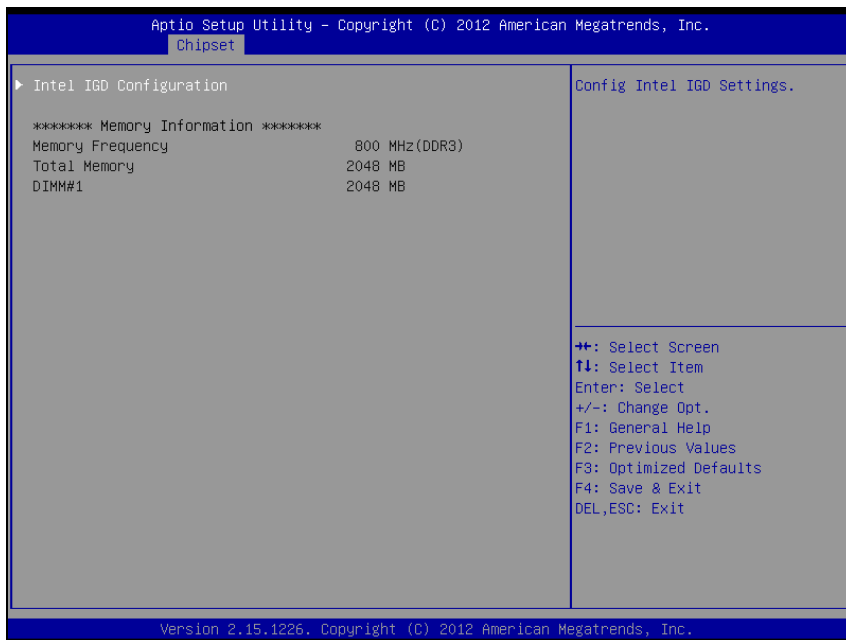 Aptio Setup Utility – Copyright (C) 2012 American Megatrends, Inc.
Chipset
▶ Intel IGD Configuration
******* Memory Information *******
Memory Frequency 800 MHz(DDR3)
Total Memory 2048 MB
DIMM#1 2048 MB
Config Intel IGD Settings.
→←: Select Screen
↑↓: Select Item
Enter: Select
+/-: Change Opt.
F1: General Help
F2: Previous Values
F3: Optimized Defaults
F4: Save & Exit
DEL,ESC: Exit
Version 2.15.1226. Copyright (C) 2012 American Megatrends, Inc.